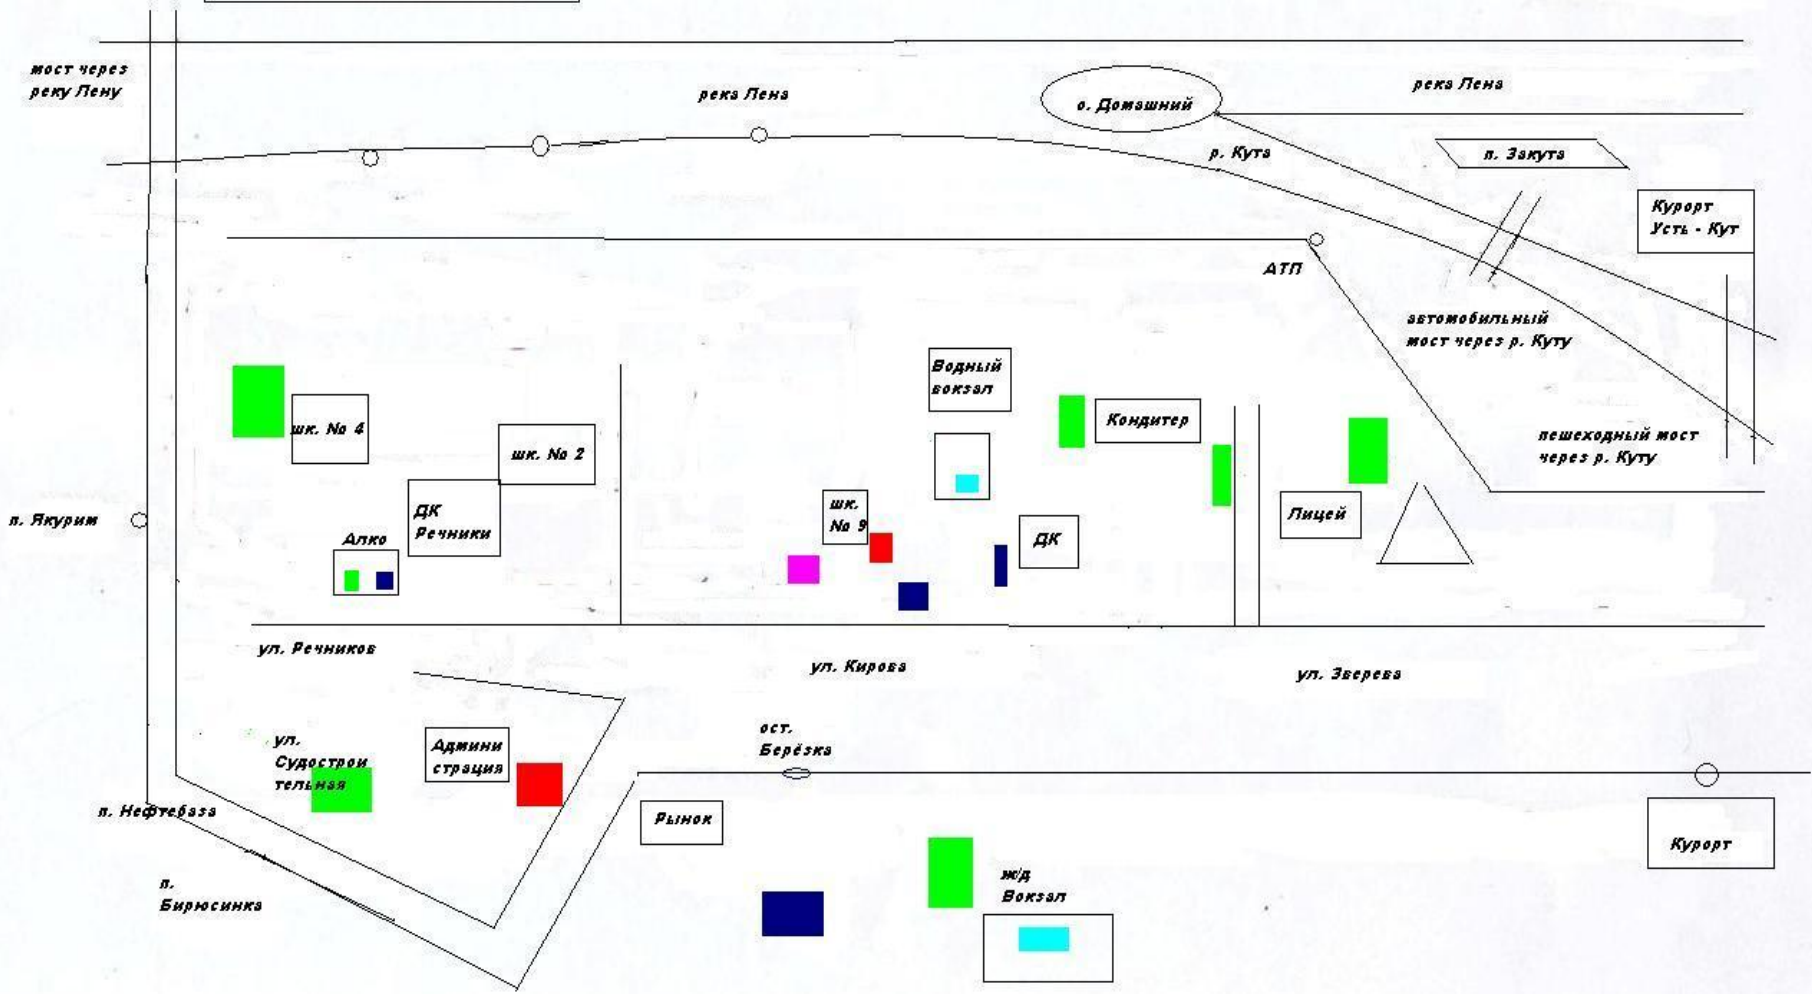 мост через
реку Лену
река Лена
о. Домашний
река Лена
р. Кута
п. Закута
Курорт
Усть - Кут
АТП
автомобильный
мост через р. Куту
Водный
вокзал
Кондитер
шк. № 4
шк. № 2
пешеходный мост
через р. Куту
ДК
Речники
шк.
№ 9
Лицей
п. Якурим
Алко
ДК
ул. Речников
ул. Кирова
ул. Зверева
ул.
Судострои
тельная
Админи
страция
ост.
Берёзка
п. Нефтебаза
Рынок
Курорт
п.
Бирюсинка
ж/д
Вокзал